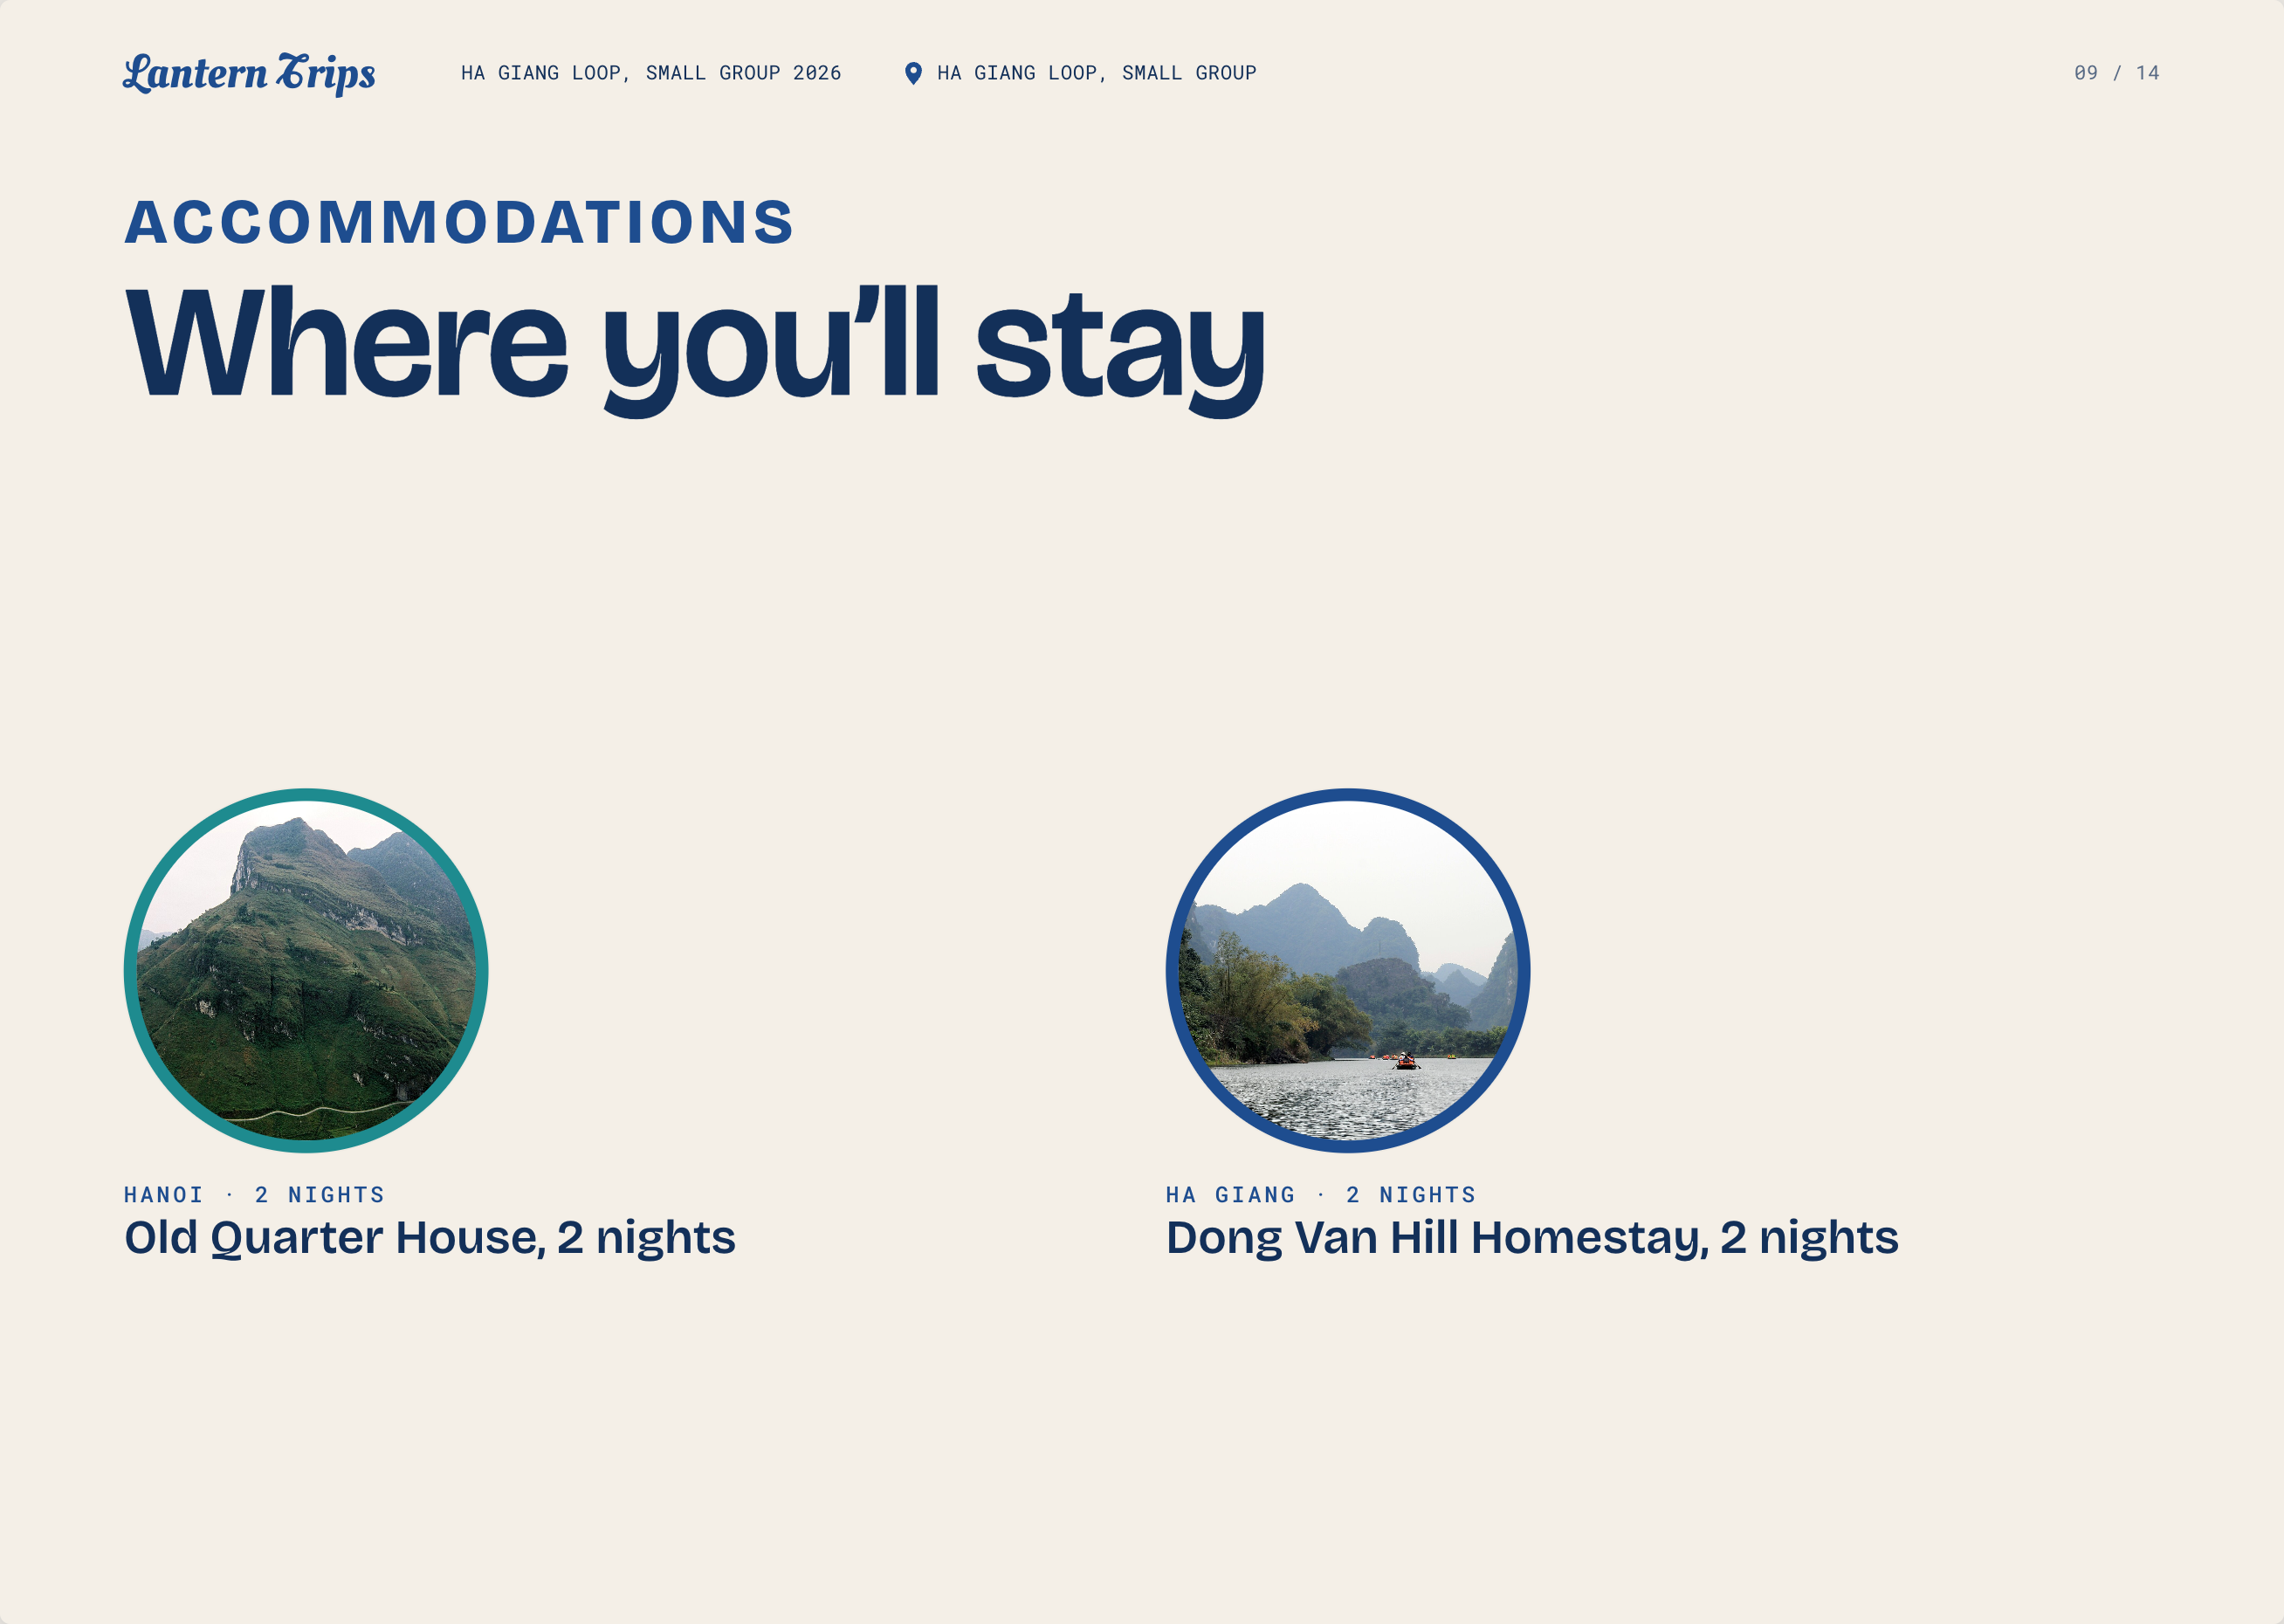 Lantern Trips
HA GIANG LOOP, SMALL GROUP 2026
HA GIANG LOOP, SMALL GROUP
09 / 14
ACCOMMODATIONS
Where you’ll stay
HANOI · 2 NIGHTS
Old Quarter House, 2 nights
HA GIANG · 2 NIGHTS
Dong Van Hill Homestay, 2 nights